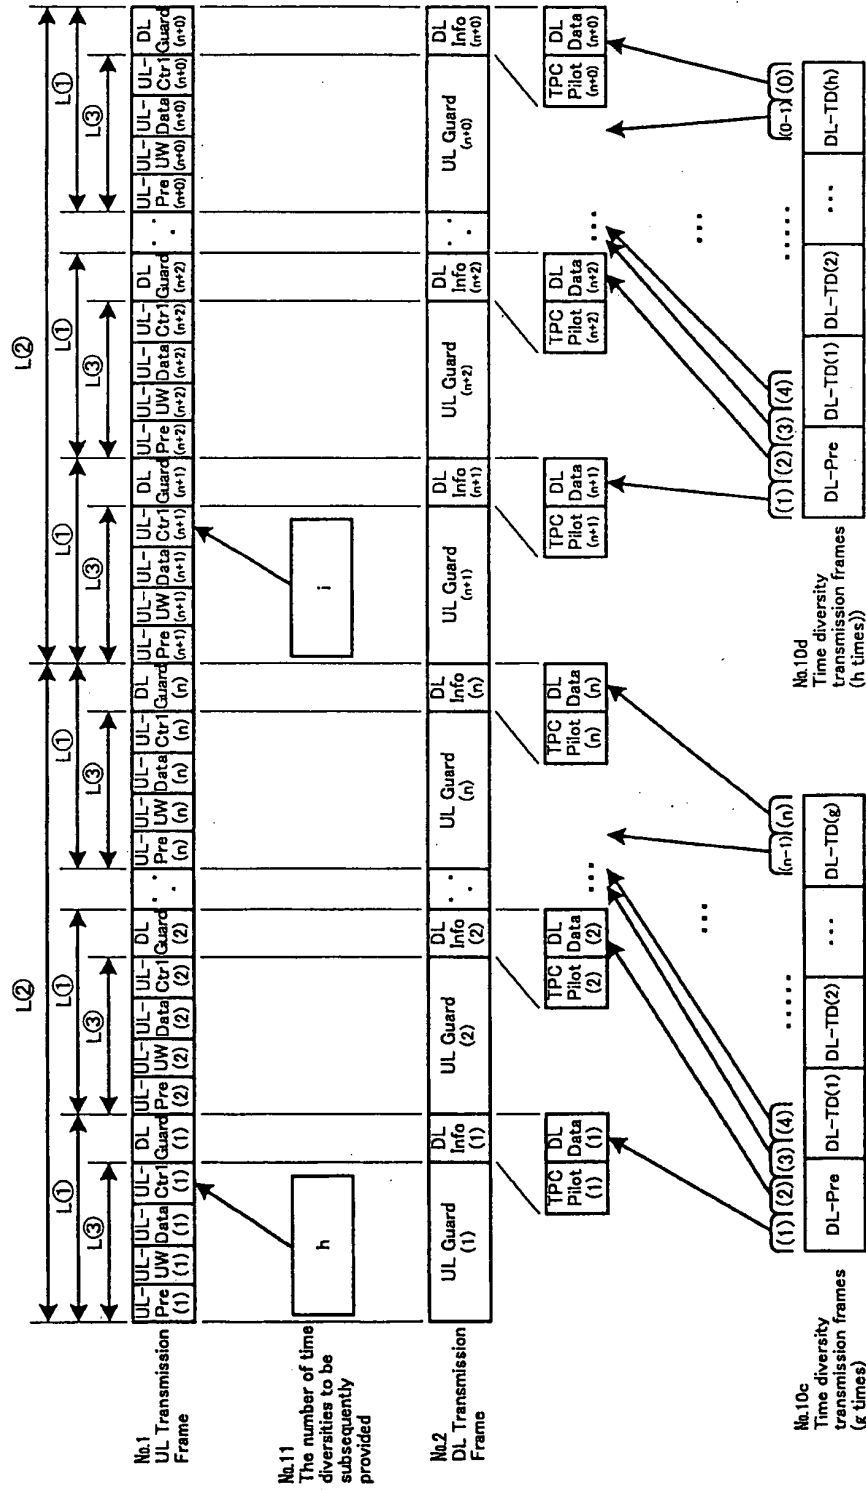 L②
L②
L①
L①
L①
L①
L①
L①
L③
L③
L③
L③
L③
L③
No.1
UL Transmission
Frame
UL-Pre (1)
UL-UW (1)
UL-Data (1)
UL-Ctrl (1)
DL Guard (1)
UL-Pre (2)
UL-UW (2)
UL-Data (2)
UL-Ctrl (2)
DL Guard (2)
. .
UL-Pre (n)
UL-UW (n)
UL-Data (n)
UL-Ctrl (n)
DL Guard (n)
UL-Pre (n+1)
UL-UW (n+1)
UL-Data (n+1)
UL-Ctrl (n+1)
DL Guard (n+1)
UL-Pre (n+2)
UL-UW (n+2)
UL-Data (n+2)
UL-Ctrl (n+2)
DL Guard (n+2)
. .
UL-Pre (n+0)
UL-UW (n+0)
UL-Data (n+0)
UL-Ctrl (n+0)
DL Guard (n+0)
No.11
The number of time
diversities to be
subsequently
provided
h
i
No.2
DL Transmission
Frame
UL Guard (1)
DL Info (1)
UL Guard (2)
DL Info (2)
. .
UL Guard (n)
DL Info (n)
UL Guard (n+1)
DL Info (n+1)
UL Guard (n+2)
DL Info (n+2)
. .
UL Guard (n+0)
DL Info (n+0)
TPC Pilot (1)
DL Data (1)
TPC Pilot (2)
DL Data (2)
...
TPC Pilot (n)
DL Data (n)
TPC Pilot (n+1)
DL Data (n+1)
TPC Pilot (n+2)
DL Data (n+2)
...
TPC Pilot (n+0)
DL Data (n+0)
...
...
No.10c
Time diversity
transmission frames
(g times)
(1) (2) (3) (4) ..... (n-1) (n)
DL-Pre
DL-TD(1)
DL-TD(2)
...
DL-TD(g)
No.10d
Time diversity
transmission frames
(h times))
(1) (2) (3) (4) ..... (0-1) (0)
DL-Pre
DL-TD(1)
DL-TD(2)
...
DL-TD(h)